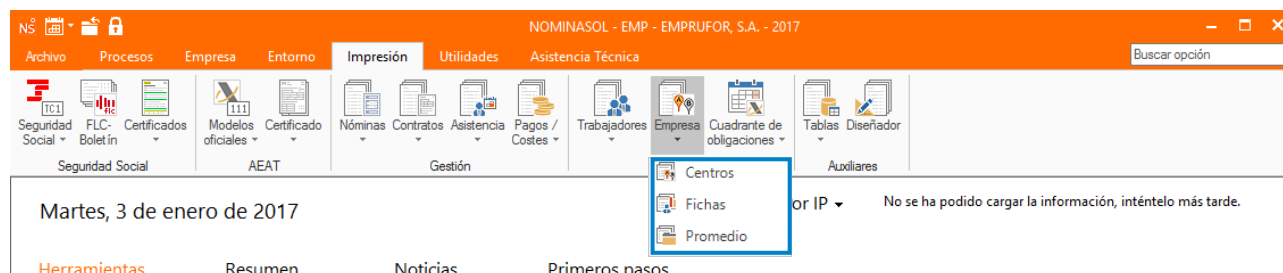 NS NOMINASOL - EMP - EMPRUFOR, S.A. - 2017
Archivo Procesos Empresa Entorno Impresión Utilidades Asistencia Técnica Buscar opción
TC1 flc 111
Seguridad Social FLC- Boletín Certificados Modelos oficiales Certificado Nóminas Contratos Asistencia Pagos / Costes Trabajadores Empresa Cuadrante de obligaciones Tablas Diseñador
Seguridad Social AEAT Gestión Auxiliares
Centros
Fichas
Promedio
Martes, 3 de enero de 2017 or IP No se ha podido cargar la información, inténtelo más tarde.
Herramientas Resumen Noticias Primeros pasos